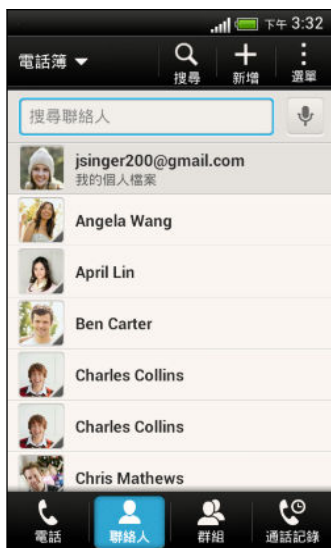 下午 3:32
電話簿
搜尋
新增
選單
搜尋聯絡人
jsinger200@gmail.com
我的個人檔案
Angela Wang
April Lin
Ben Carter
Charles Collins
Charles Collins
Chris Mathews
電話
聯絡人
群組
通話記錄